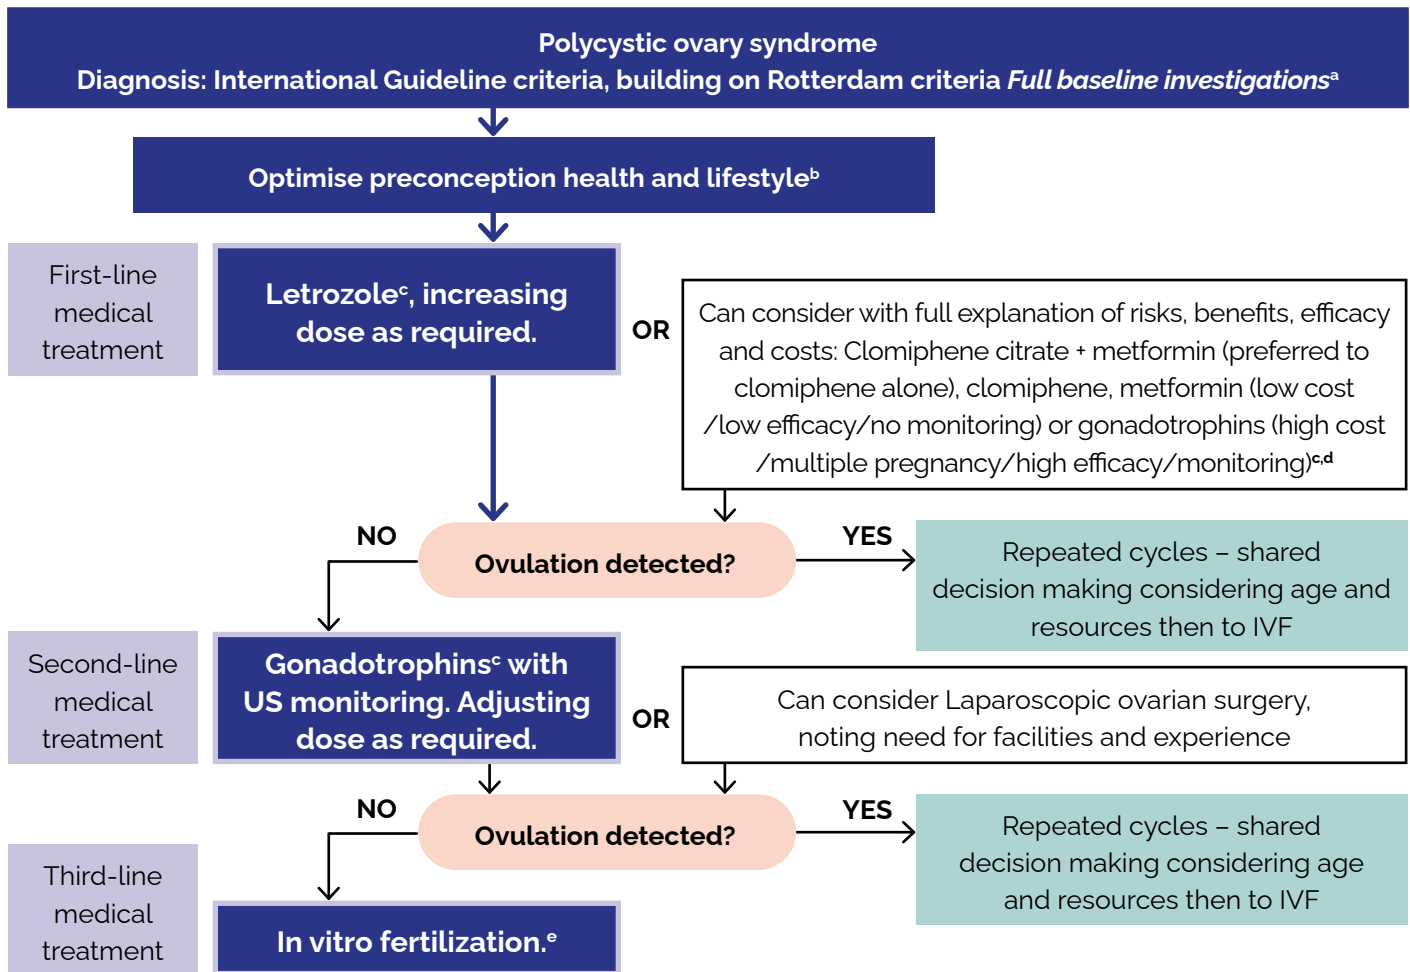 Polycystic ovary syndrome
Diagnosis: International Guideline criteria, building on Rotterdam criteria Full baseline investigationsᵃ
Optimise preconception health and lifestyleᵇ
First-line
medical
treatment
Letrozoleᶜ, increasing
dose as required.
OR
Can consider with full explanation of risks, benefits, efficacy
and costs: Clomiphene citrate + metformin (preferred to
clomiphene alone), clomiphene, metformin (low cost
/low efficacy/no monitoring) or gonadotrophins (high cost
/multiple pregnancy/high efficacy/monitoring)ᶜ,ᵈ
NO
Ovulation detected?
YES
Repeated cycles – shared
decision making considering age and
resources then to IVF
Second-line
medical
treatment
Gonadotrophinsᶜ with
US monitoring. Adjusting
dose as required.
OR
Can consider Laparoscopic ovarian surgery,
noting need for facilities and experience
NO
Ovulation detected?
YES
Repeated cycles – shared
decision making considering age
and resources then to IVF
Third-line
medical
treatment
In vitro fertilization.ᵉ